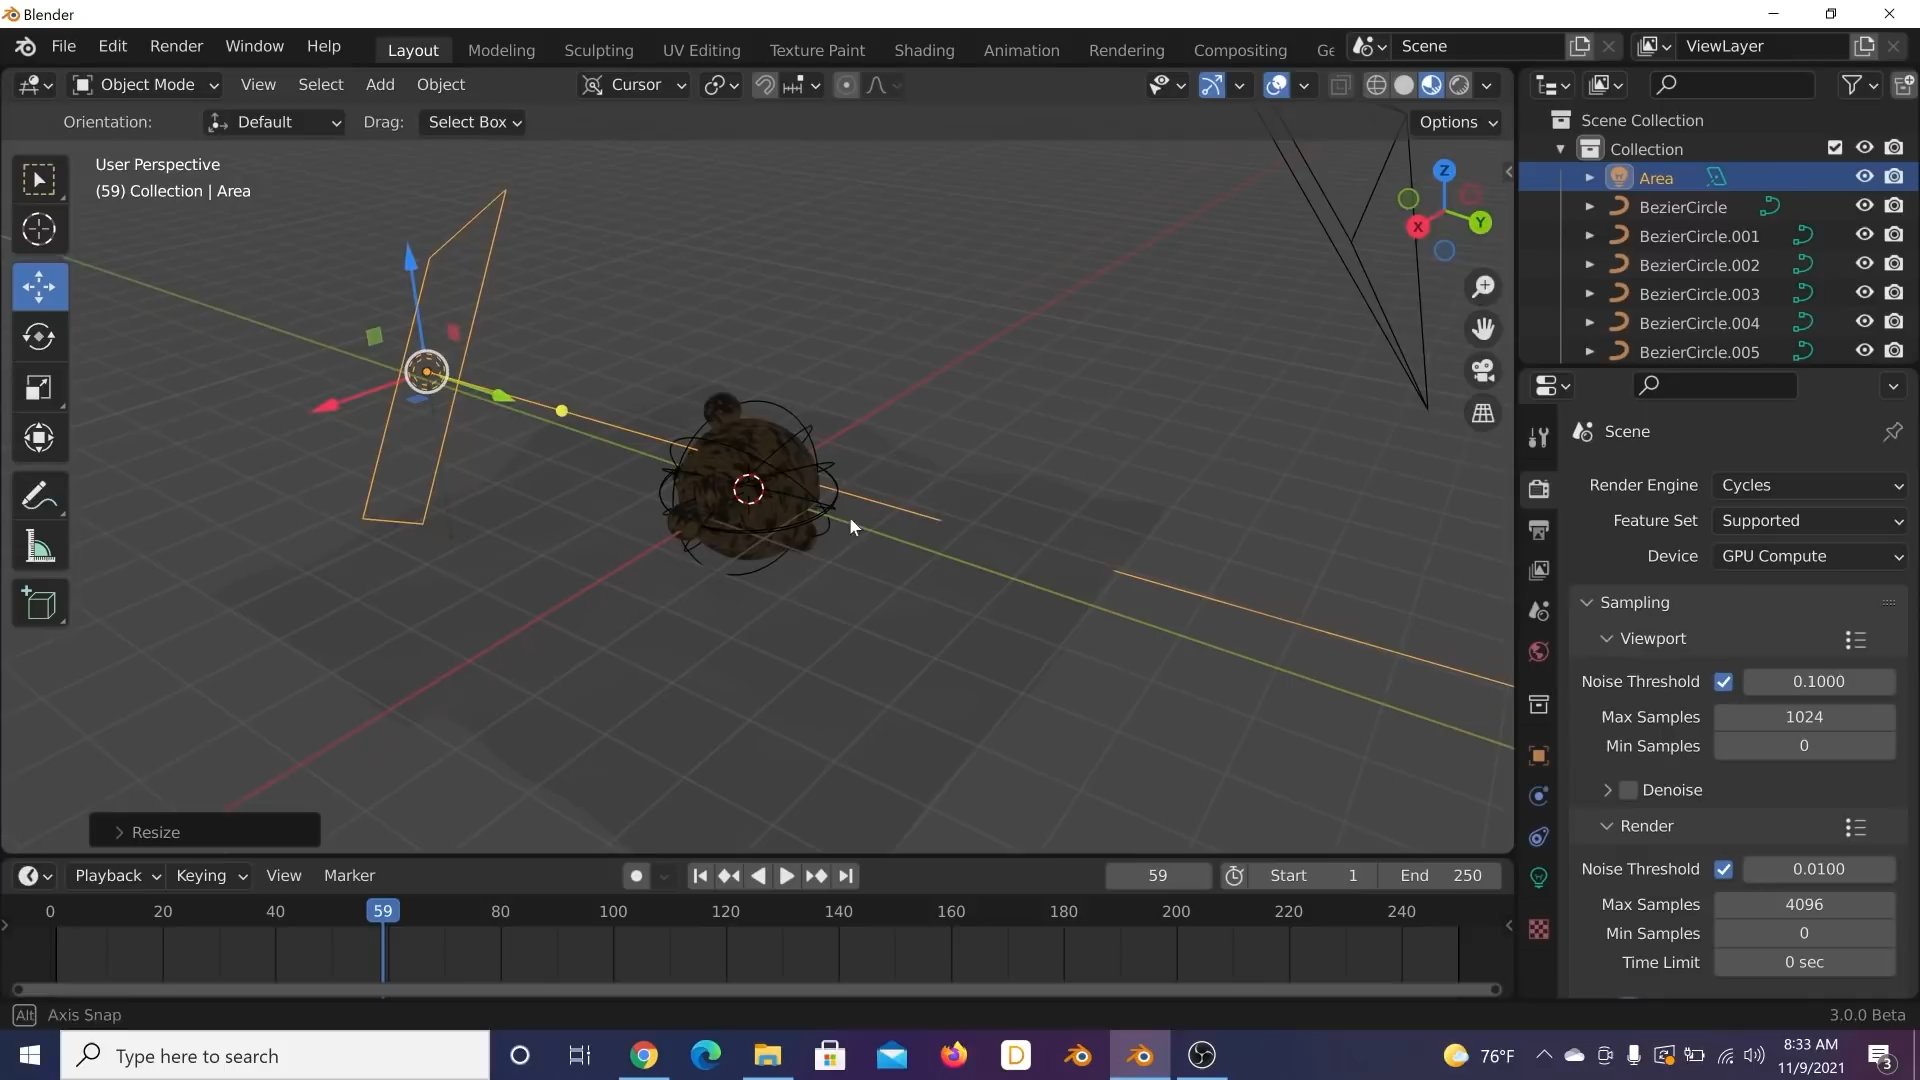 Blender
File Edit Render Window Help Layout Modeling Sculpting UV Editing Texture Paint Shading Animation Rendering Compositing Ge Scene ViewLayer
Object Mode View Select Add Object Cursor
Orientation: Default Drag: Select Box Options
User Perspective
(59) Collection | Area
Z
Y
X
Resize
Scene Collection
Collection
Area
BezierCircle
BezierCircle.001
BezierCircle.002
BezierCircle.003
BezierCircle.004
BezierCircle.005
Scene
Render Engine Cycles
Feature Set Supported
Device GPU Compute
Sampling
Viewport
Noise Threshold 0.1000
Max Samples 1024
Min Samples 0
Denoise
Render
Noise Threshold 0.0100
Max Samples 4096
Min Samples 0
Time Limit 0 sec
Playback Keying View Marker 59 Start 1 End 250
0 20 40 59 80 100 120 140 160 180 200 220 240
Alt Axis Snap 3.0.0 Beta
Type here to search D 76°F 8:33 AM
11/9/2021
3